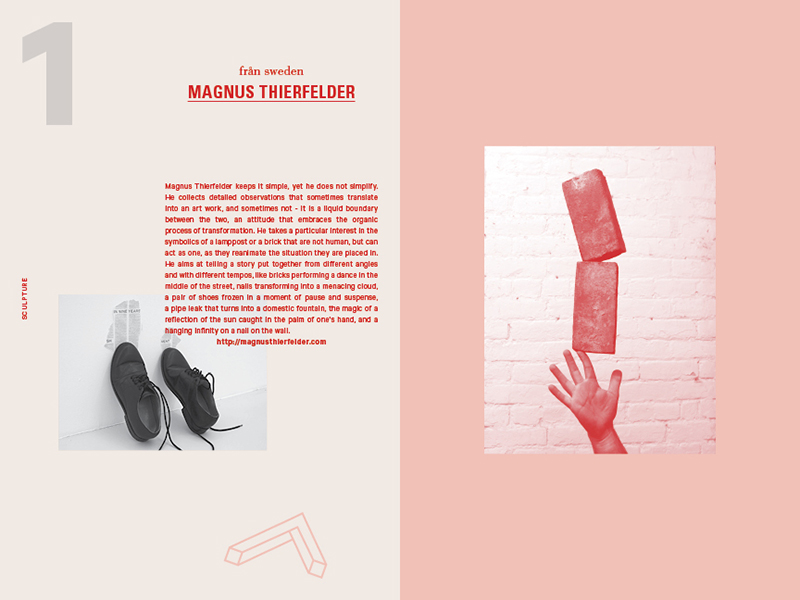 1
från sweden
MAGNUS THIERFELDER
Magnus Thierfelder keeps it simple, yet he does not simplify.
He collects detailed observations that sometimes translate
into an art work, and sometimes not - it is a liquid boundary
between the two, an attitude that embraces the organic
process of transformation. He takes a particular interest in the
symbolics of a lamppost or a brick that are not human, but can
act as one, as they reanimate the situation they are placed in.
He aims at telling a story put together from different angles
and with different tempos, like bricks performing a dance in the
middle of the street, nails transforming into a menacing cloud,
a pair of shoes frozen in a moment of pause and suspense,
a pipe leak that turns into a domestic fountain, the magic of a
reflection of the sun caught in the palm of one's hand, and a
hanging infinity on a nail on the wall.
http://magnusthierfelder.com
SCULPTURE